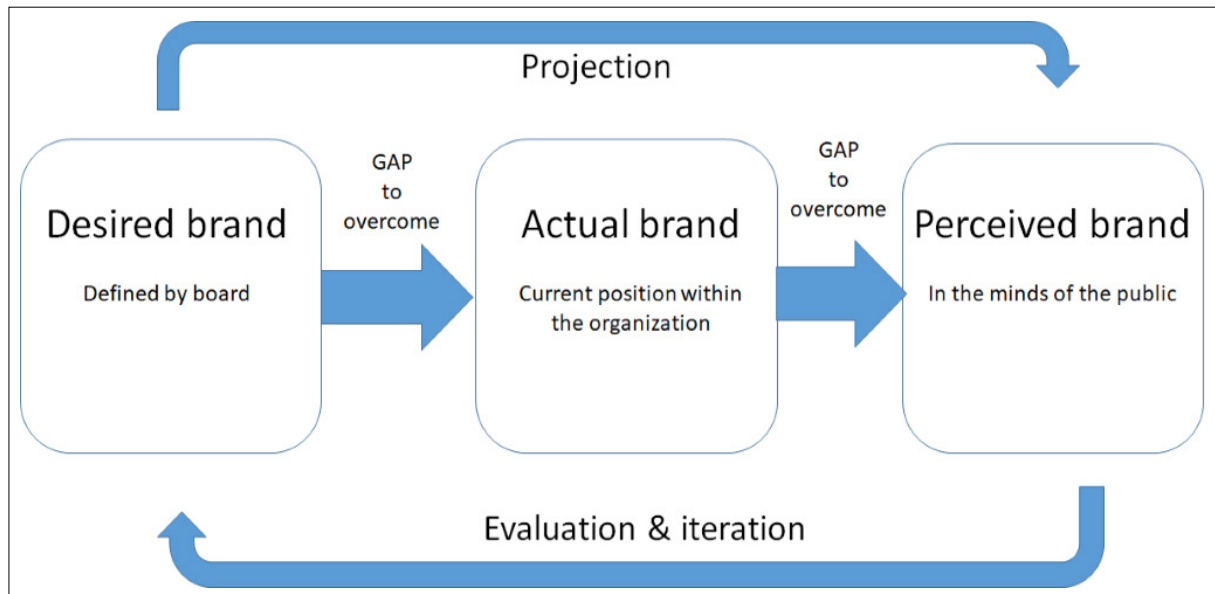 Projection
Desired brand
Defined by board
GAP
to
overcome
Actual brand
Current position within
the organization
GAP
to
overcome
Perceived brand
In the minds of the public
Evaluation & iteration